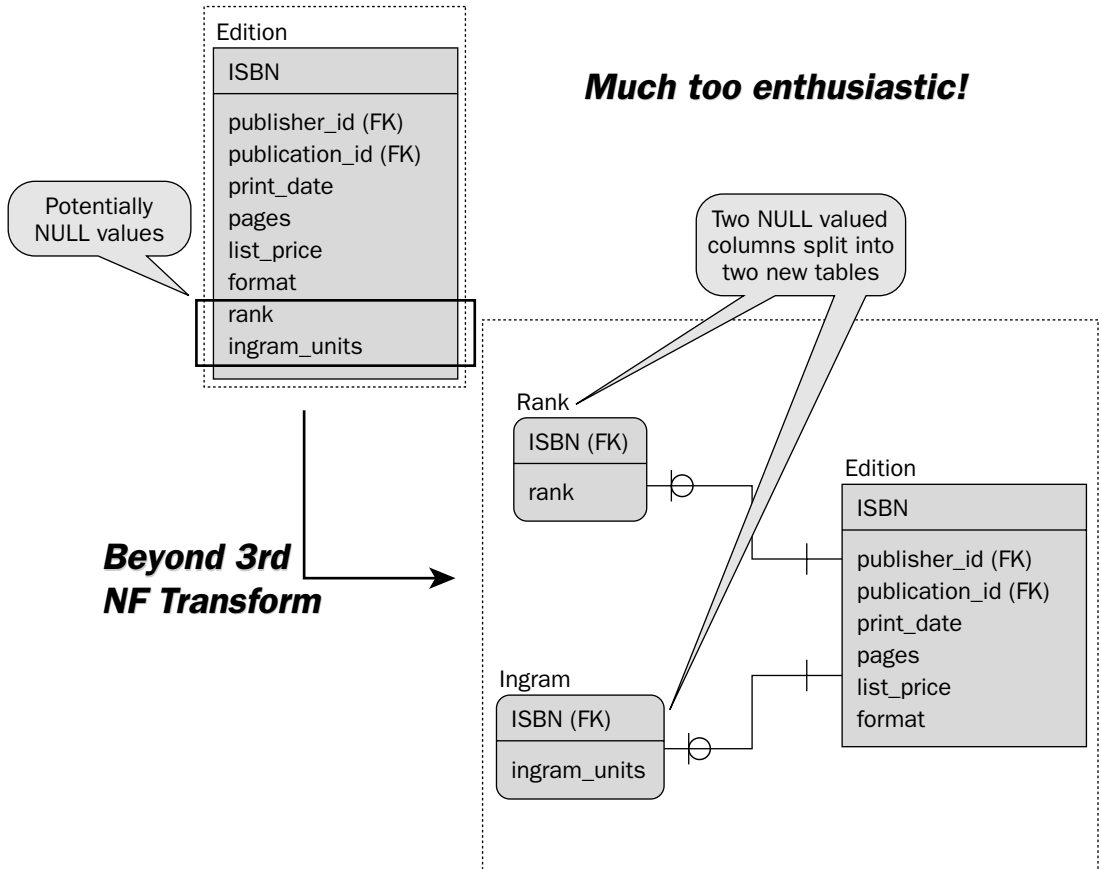 Edition
ISBN
publisher_id (FK)
publication_id (FK)
print_date
pages
list_price
format
rank
ingram_units
Much too enthusiastic!
Potentially
NULL values
Two NULL valued
columns split into
two new tables
Rank
ISBN (FK)
rank
Beyond 3rd
NF Transform
Ingram
ISBN (FK)
ingram_units
Edition
ISBN
publisher_id (FK)
publication_id (FK)
print_date
pages
list_price
format